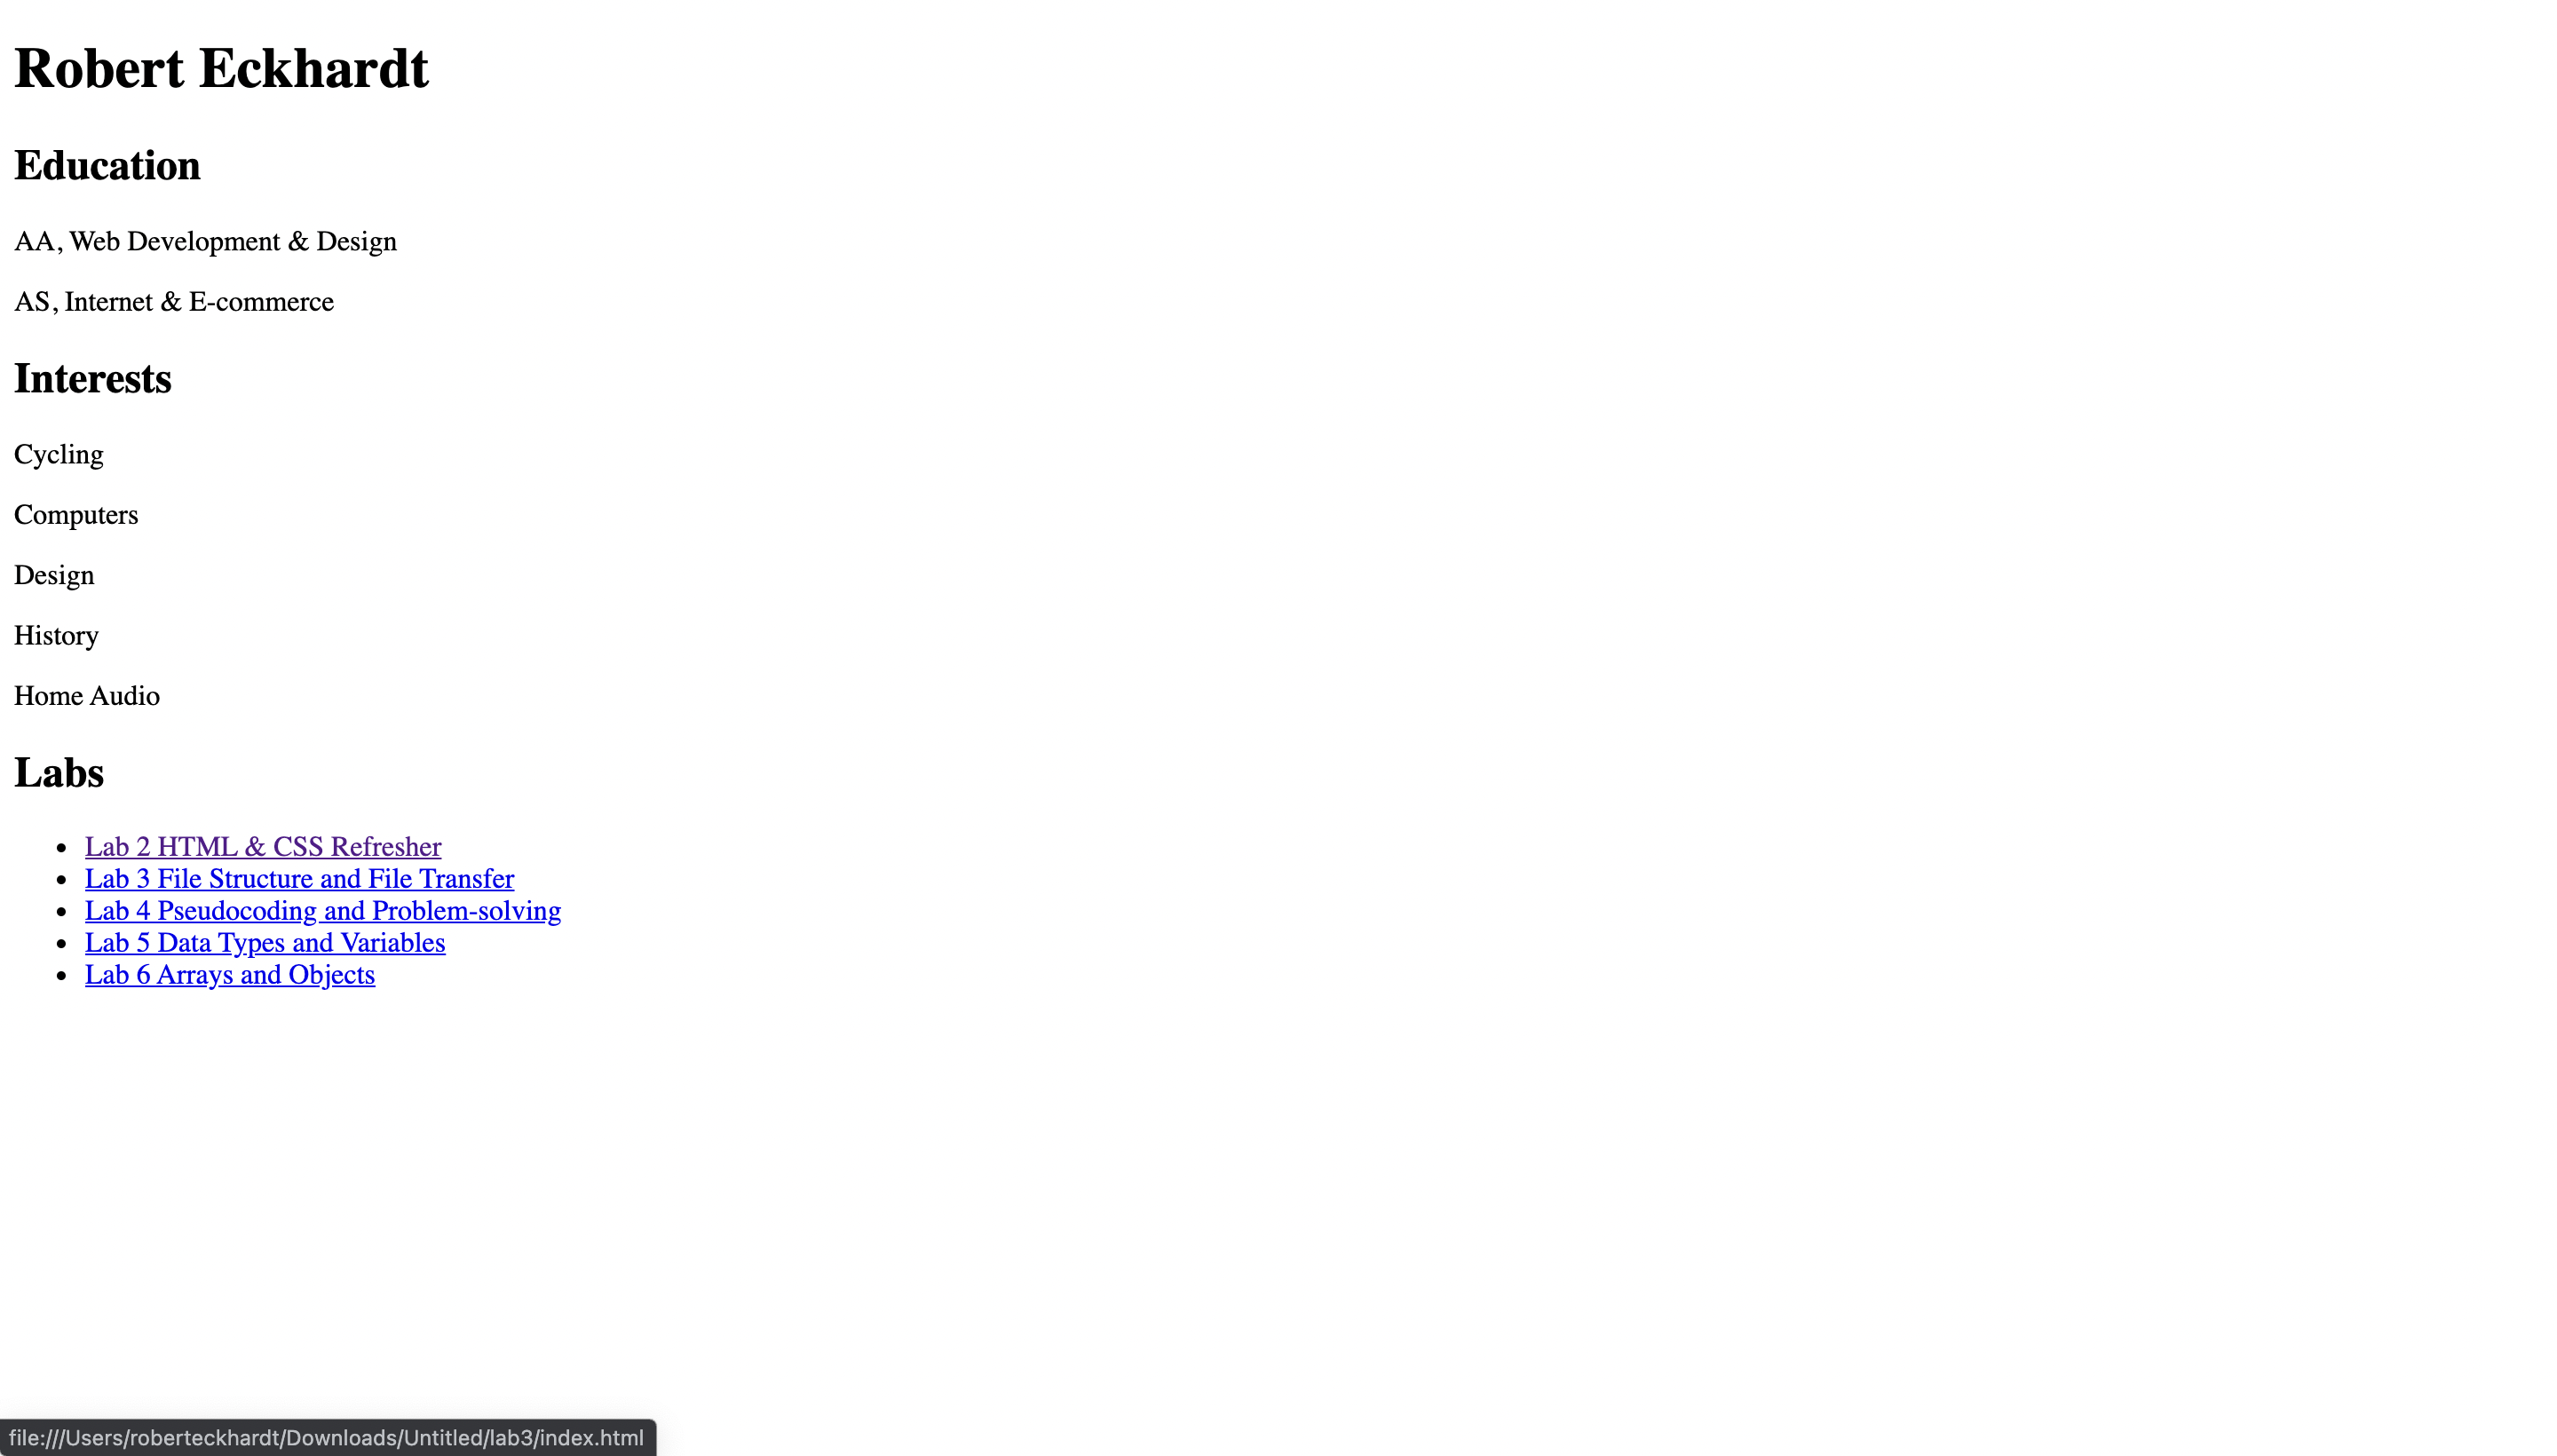 Robert Eckhardt
Education
AA, Web Development & Design
AS, Internet & E-commerce
Interests
Cycling
Computers
Design
History
Home Audio
Labs
Lab 2 HTML & CSS Refresher
Lab 3 File Structure and File Transfer
Lab 4 Pseudocoding and Problem-solving
Lab 5 Data Types and Variables
Lab 6 Arrays and Objects
file:///Users/roberteckhardt/Downloads/Untitled/lab3/index.html